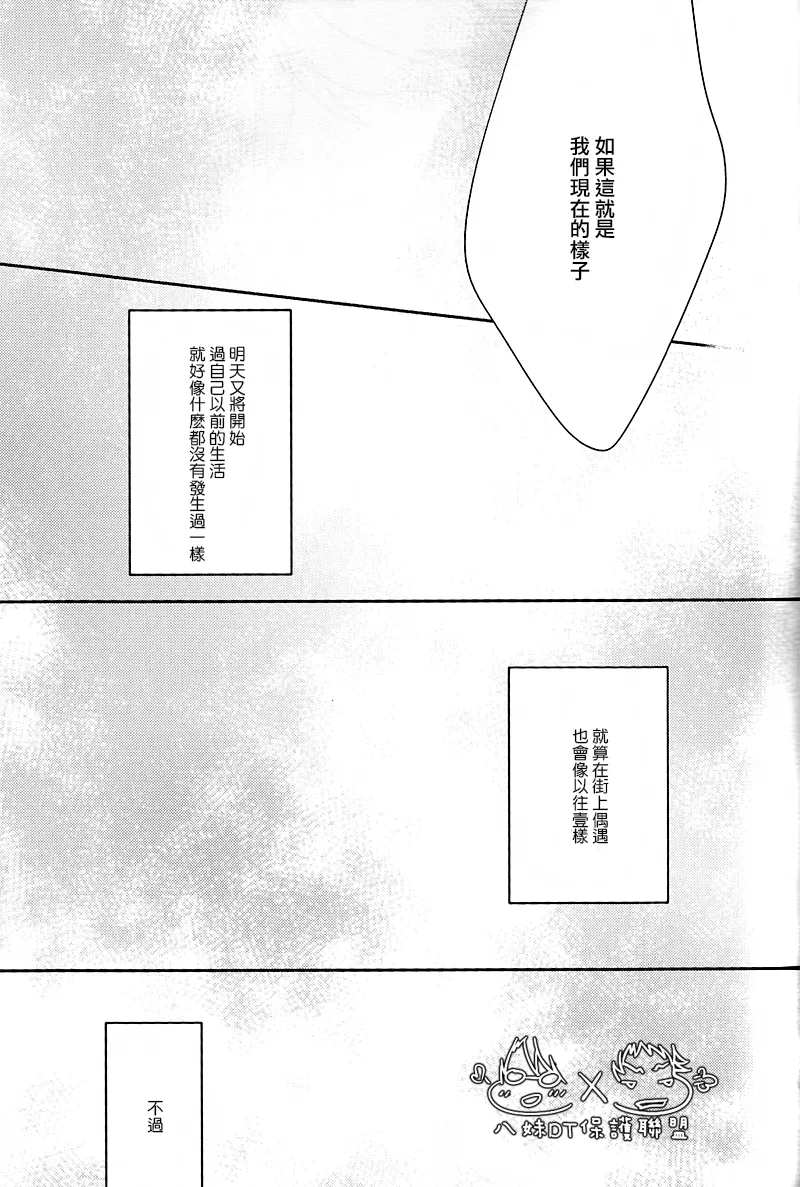 如果這就是
我們現在的樣子
明天又將開始
過自己以前的生活
就好像什麼都沒有發生過一樣
就算在街上偶遇
也會像以往壹樣
不過
八妹DT保護聯盟